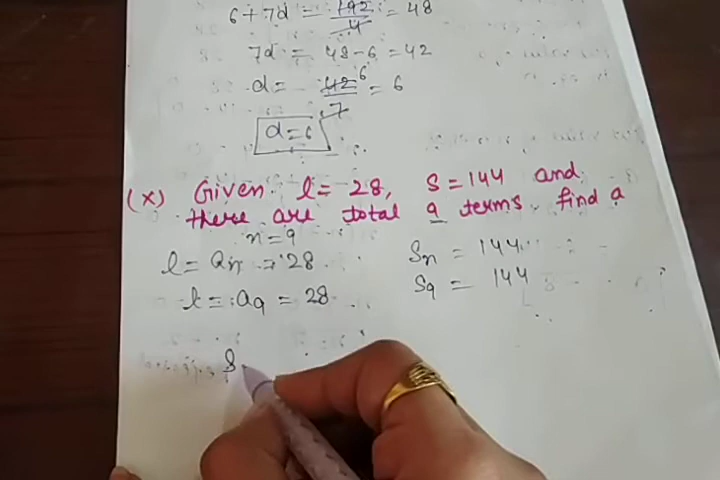 6 + 7d = 192/4 = 48
7d = 48 - 6 = 42
d = 42/7 6 = 6
d = 6
(x) Given l = 28, S = 144 and
there are total 9 terms. find a
n = 9
l = an = 28
l = a9 = 28
Sn = 144
S9 = 144
S